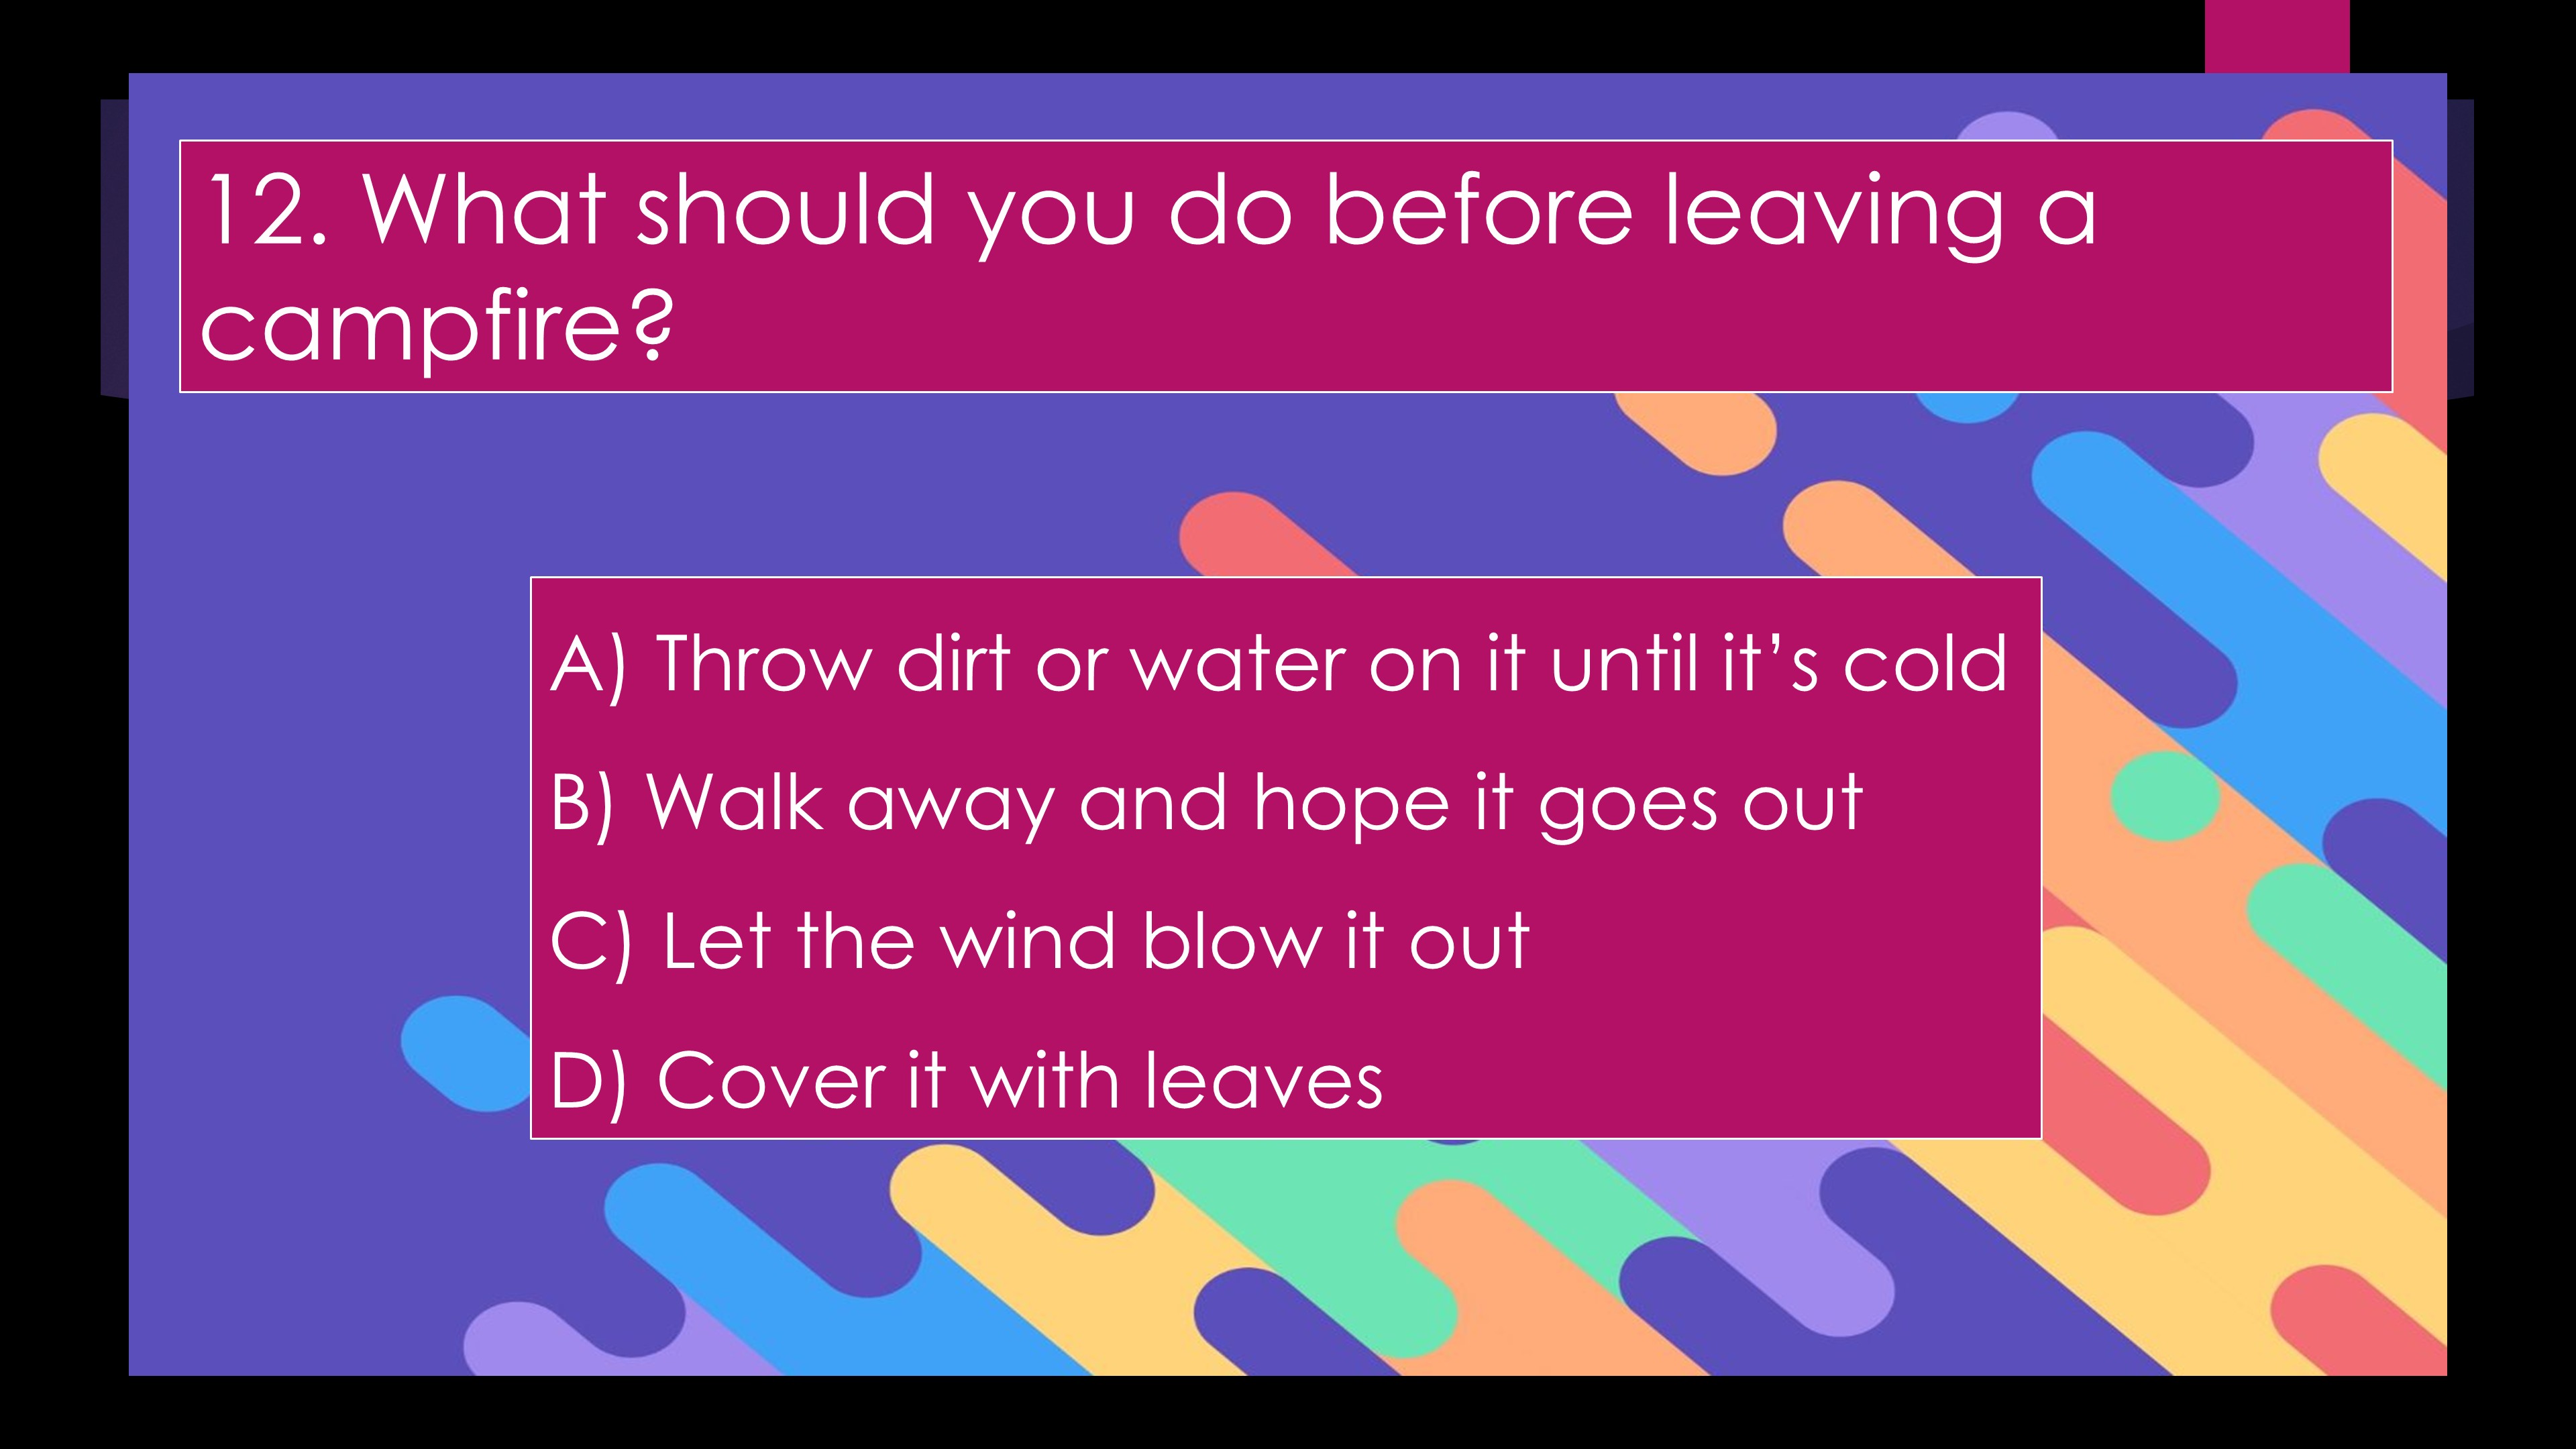 12. What should you do before leaving a
campfire?
A) Throw dirt or water on it until it’s cold
B) Walk away and hope it goes out
C) Let the wind blow it out
D) Cover it with leaves